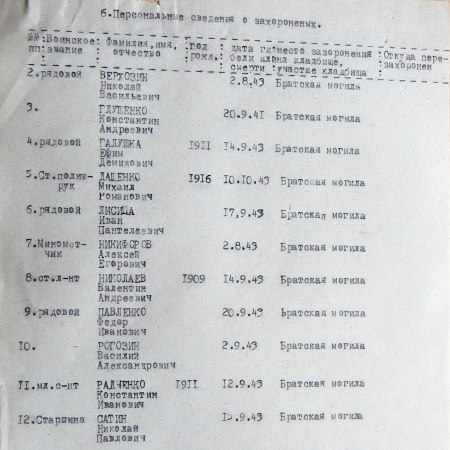 6.Персональные сведения о захороненых.
№№:Воинское:Фамилия,имя,:год :дата ги:место захоронения :Откуда пере-
пп:звание : отчество :рожд.:бели или:на кладбище, :захоронен
смерти :участке кладбища
2.рядовой ВЕРХОЗИН 2.8.43 Братская могила
Николай
Васильевич
3. ГЛУЩЕНКО 20.9.41 Братская могила
Константин
Андреевич
4.рядовой ГАЛУШКА 1911 14.9.43 Братская могила
Ефим
Демидович
5.Ст.полит- ДАЩЕНКО 1916 10.10.43 Братская могила
рук Михаил
Романович
6.рядовой ЛИСИЦА 17,9.43 Братская могила
Иван
Пантелеевич
7.Миномет- НИКИФОРОВ 2.8.43 Братская могила
чик Алексей
Егорович
8.ст.л-нт НИКОЛАЕВ 1909 14.9.43 Братская могила
Валентин
Андреевич
9.рядовой ПАВЛЕНКО 20.9.43 Братская могила
Федор
Иванович
10. РОГОЗИН 2.9.43 Братская могила
Василий
Александрович
11.мл.с-нт РАДЧЕНКО 1911 12.9.43 Братская могила
Константин
Иванович
12.Старшина САТИН Братская могила
Николай
Павлович